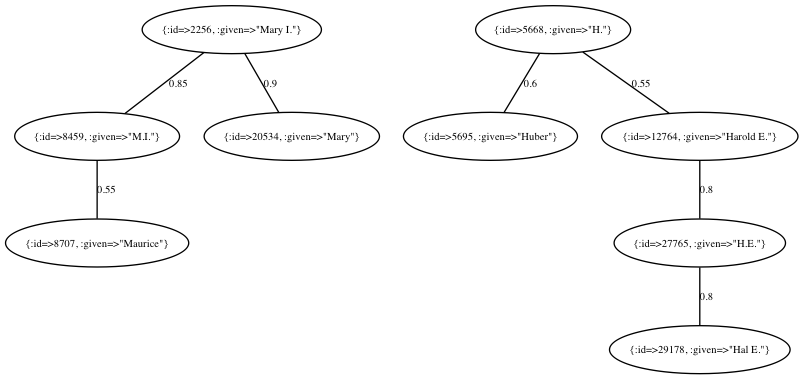 {:id=>2256, :given=>"Mary I."}
{:id=>5668, :given=>"H."}
0.85
0.9
0.6
0.55
{:id=>8459, :given=>"M.I."}
{:id=>20534, :given=>"Mary"}
{:id=>5695, :given=>"Huber"}
{:id=>12764, :given=>"Harold E."}
0.55
0.8
{:id=>8707, :given=>"Maurice"}
{:id=>27765, :given=>"H.E."}
0.8
{:id=>29178, :given=>"Hal E."}